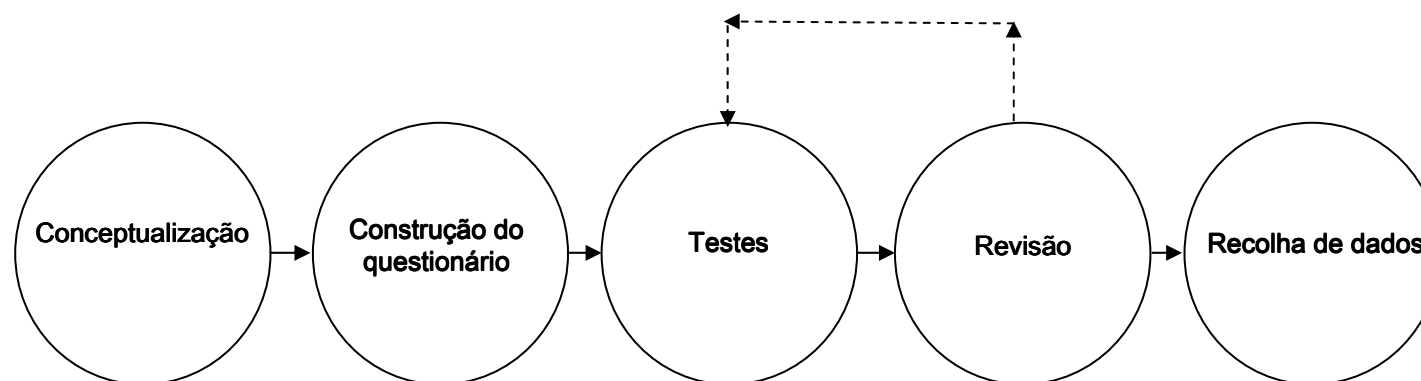 Conceptualização
Construção do
questionário
Testes
Revisão
Recolha de dados